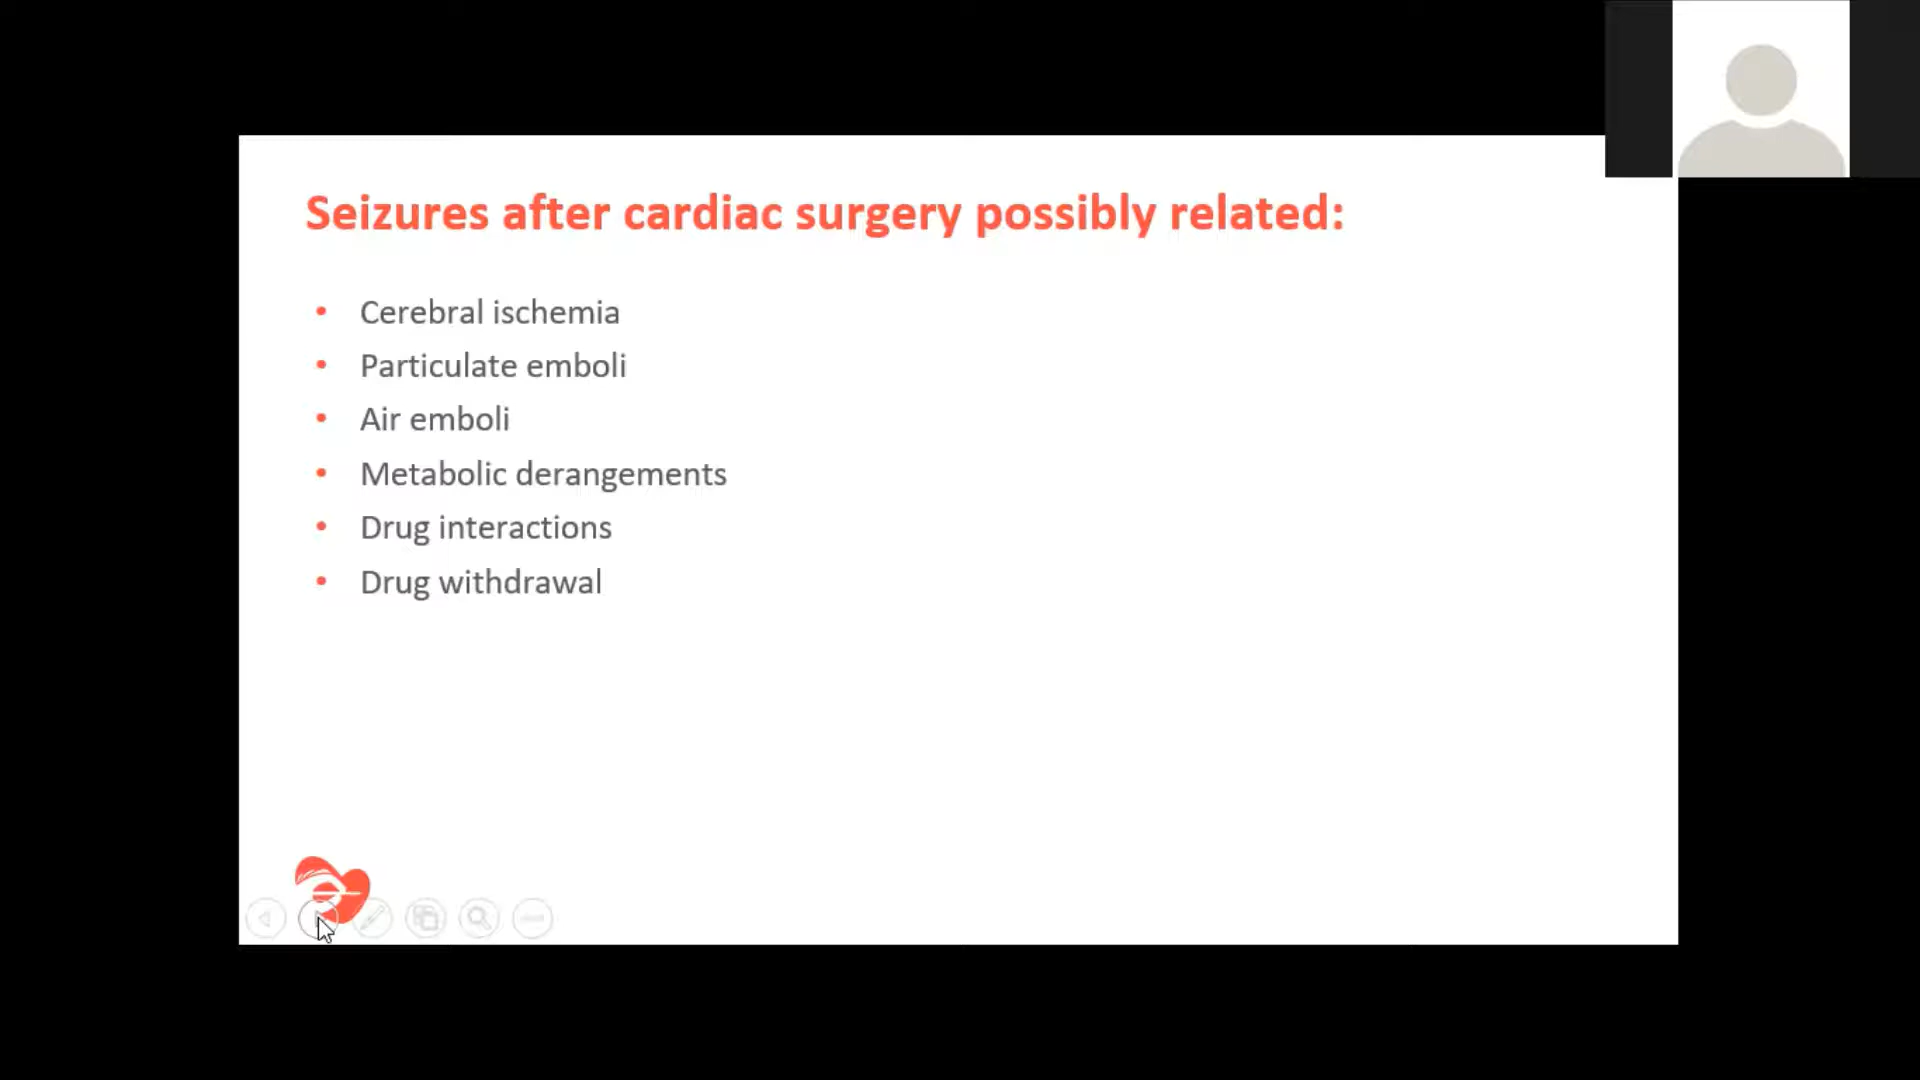 Seizures after cardiac surgery possibly related:
• Cerebral ischemia
• Particulate emboli
• Air emboli
• Metabolic derangements
• Drug interactions
• Drug withdrawal